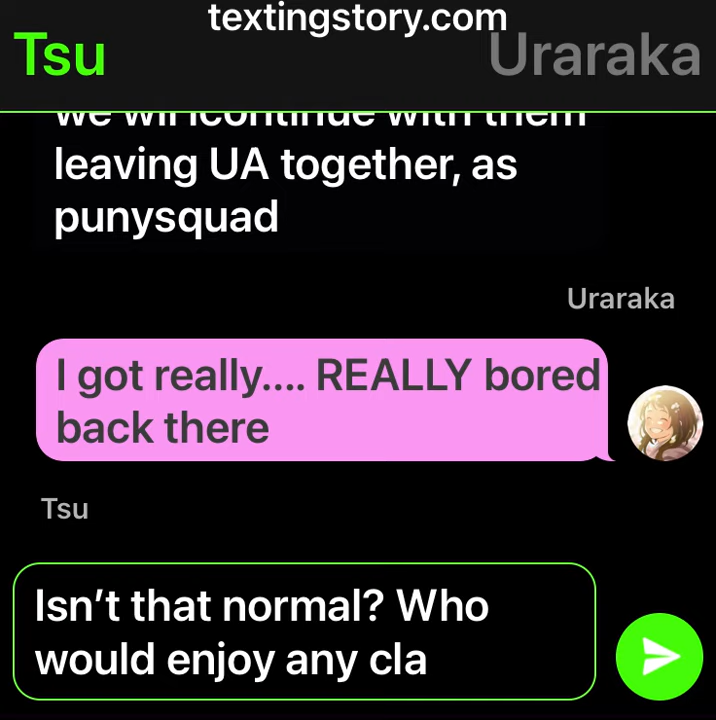 textingstory.com
Tsu
Uraraka
leaving UA together, as
punysquad
Uraraka
I got really.... REALLY bored
back there
Tsu
Isn't that normal? Who
would enjoy any cla